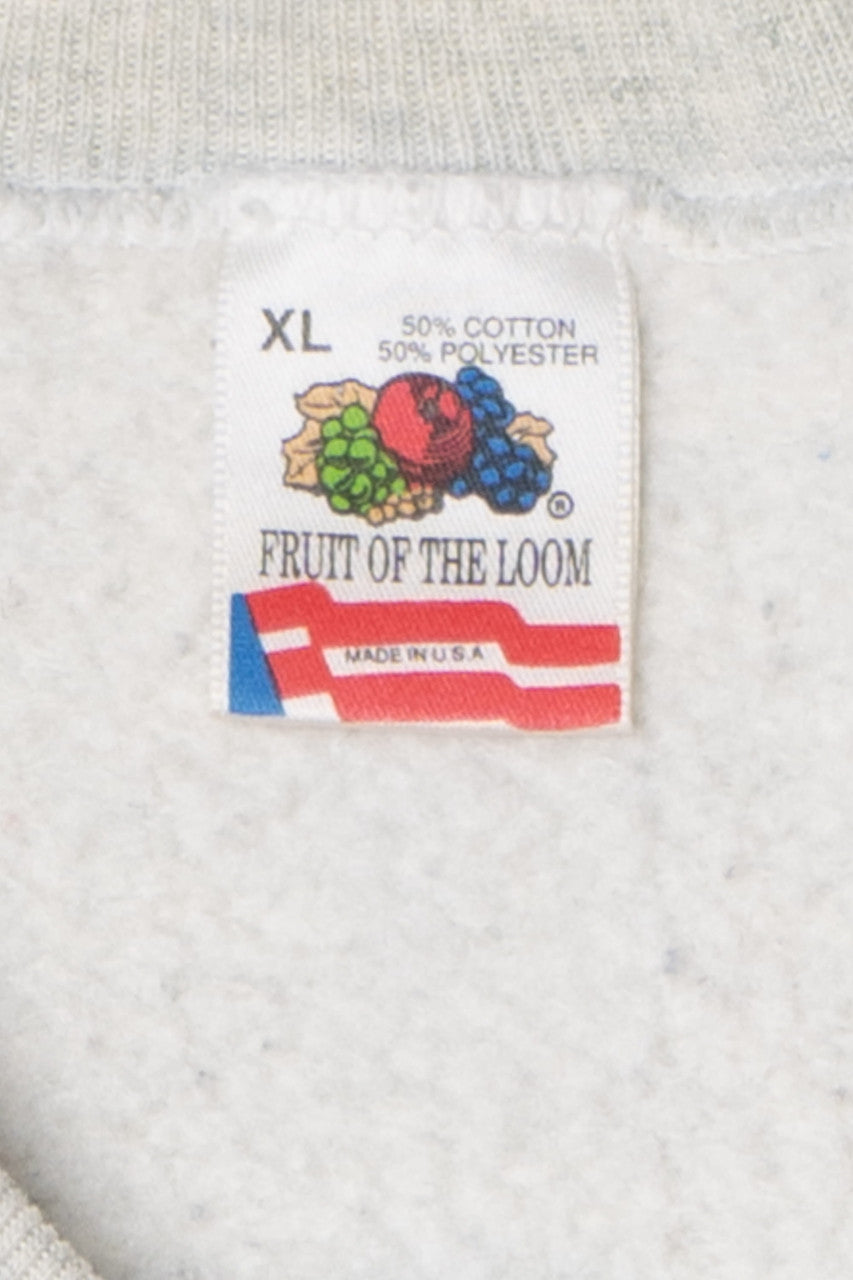 XL
50% COTTON
50% POLYESTER
®
FRUIT OF THE LOOM
MADE IN U.S.A